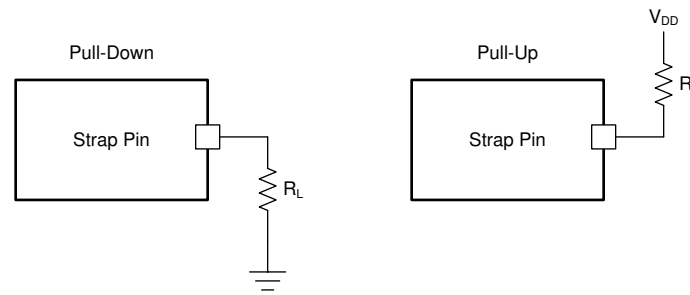 Pull-Down
Strap Pin
R_L
V_DD
Pull-Up
Strap Pin
R